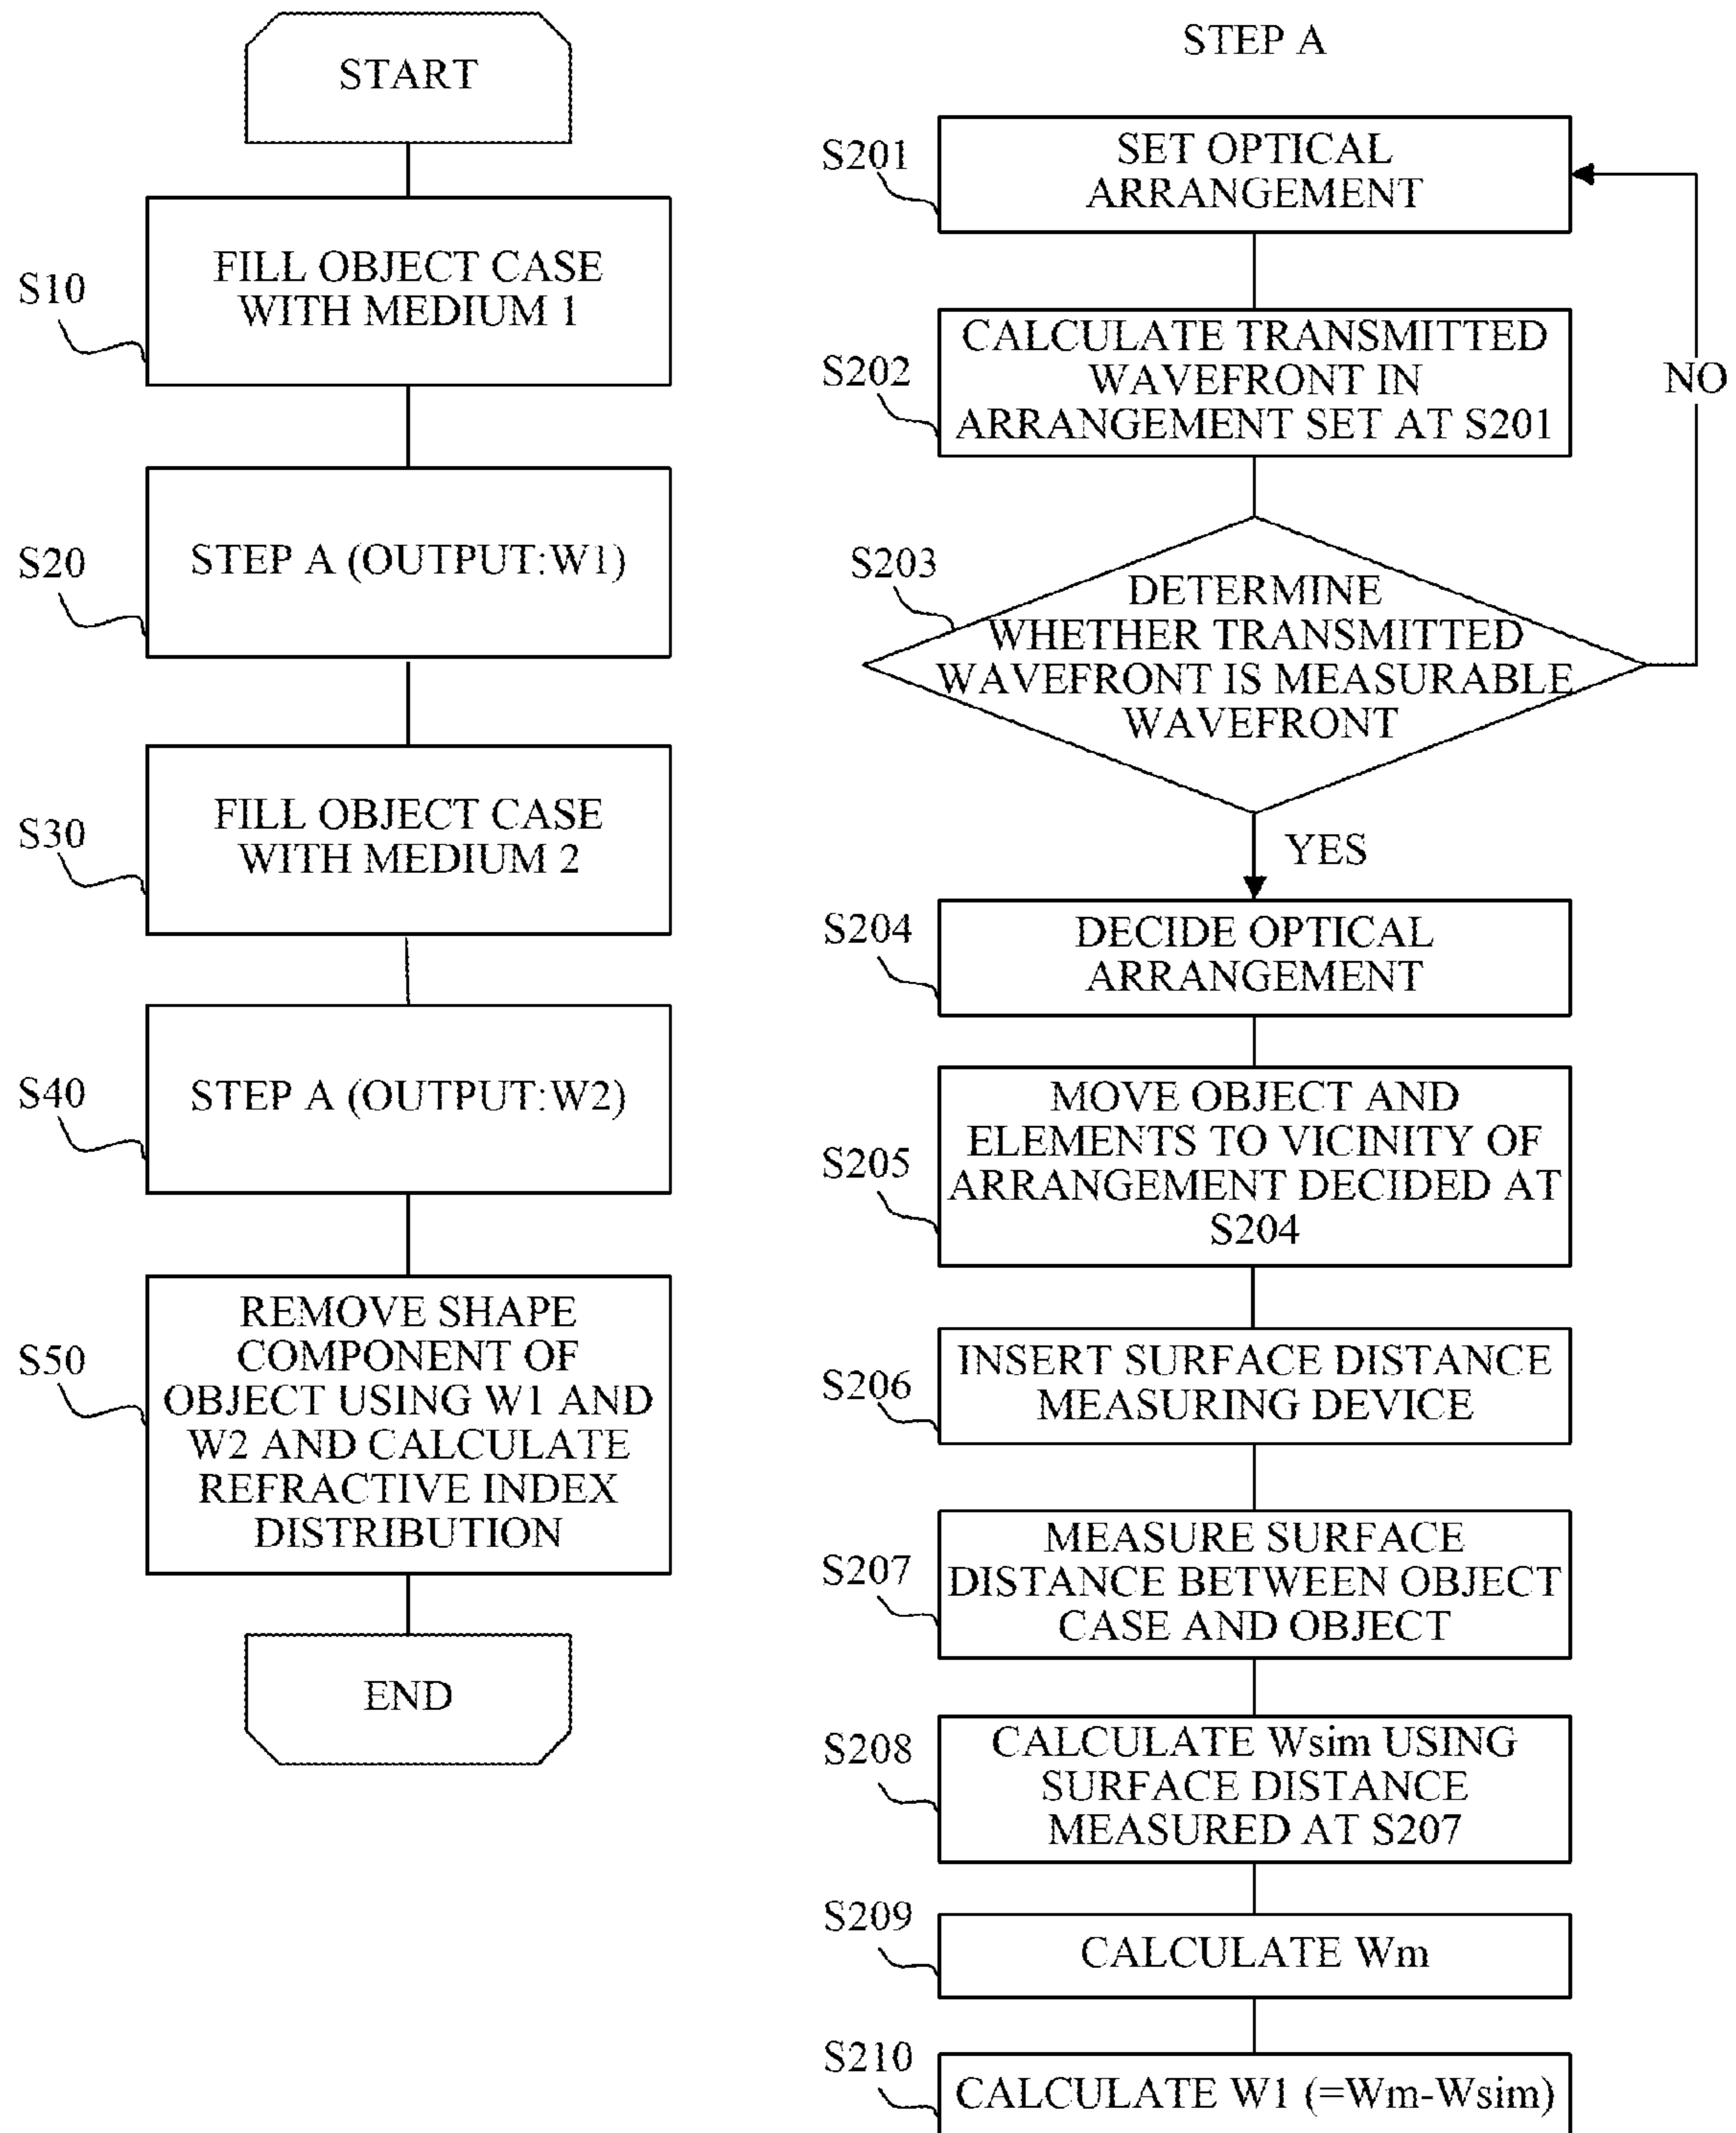 START
S10
FILL OBJECT CASE
WITH MEDIUM 1
S20
STEP A (OUTPUT:W1)
S30
FILL OBJECT CASE
WITH MEDIUM 2
S40
STEP A (OUTPUT:W2)
S50
REMOVE SHAPE
COMPONENT OF
OBJECT USING W1 AND
W2 AND CALCULATE
REFRACTIVE INDEX
DISTRIBUTION
END
STEP A
S201
SET OPTICAL
ARRANGEMENT
S202
CALCULATE TRANSMITTED
WAVEFRONT IN
ARRANGEMENT SET AT S201
NO
S203
DETERMINE
WHETHER TRANSMITTED
WAVEFRONT IS MEASURABLE
WAVEFRONT
YES
S204
DECIDE OPTICAL
ARRANGEMENT
S205
MOVE OBJECT AND
ELEMENTS TO VICINITY OF
ARRANGEMENT DECIDED AT
S204
S206
INSERT SURFACE DISTANCE
MEASURING DEVICE
S207
MEASURE SURFACE
DISTANCE BETWEEN OBJECT
CASE AND OBJECT
S208
CALCULATE Wsim USING
SURFACE DISTANCE
MEASURED AT S207
S209
CALCULATE Wm
S210
CALCULATE W1 (=Wm-Wsim)